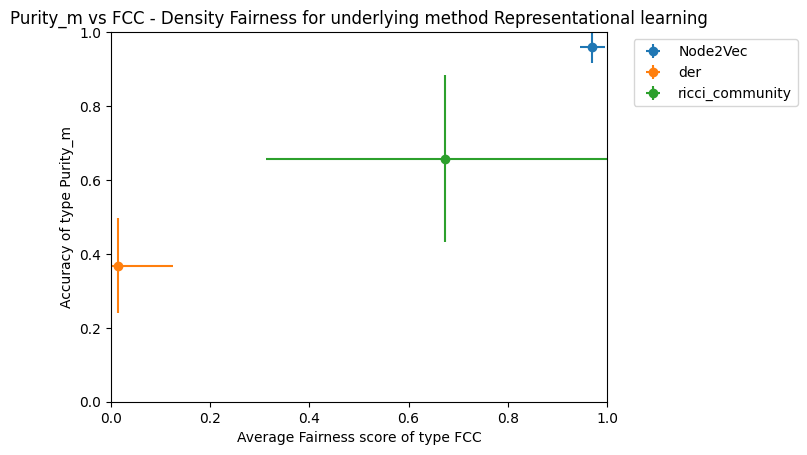 Purity_m vs FCC - Density Fairness for underlying method Representational learning
Node2Vec
der
ricci_community
Accuracy of type Purity_m
1.0
0.8
0.6
0.4
0.2
0.0
0.0 0.2 0.4 0.6 0.8 1.0
Average Fairness score of type FCC